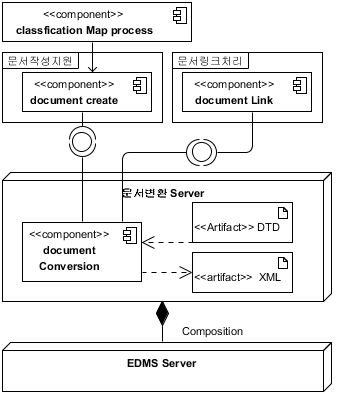 <<component>>
classfication Map process
문서작성지원
문서링크처리
<<component>>
document create
<<component>>
document Link
문서변환 Server
<<component>>
document
Conversion
<<Artifact>> DTD
<<artifact>> XML
Composition
EDMS Server